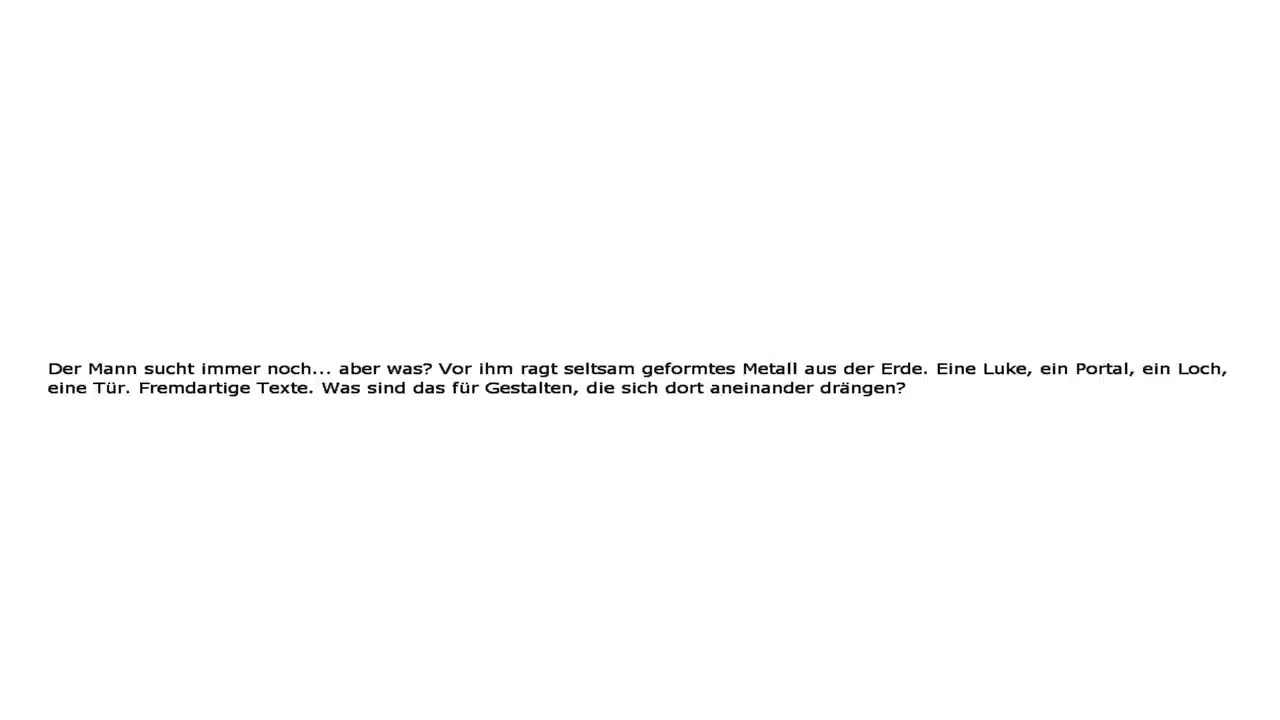 Der Mann sucht immer noch... aber was? Vor ihm ragt seltsam geformtes Metall aus der Erde. Eine Luke, ein Portal, ein Loch,
eine Tür. Fremdartige Texte. Was sind das für Gestalten, die sich dort aneinander drängen?